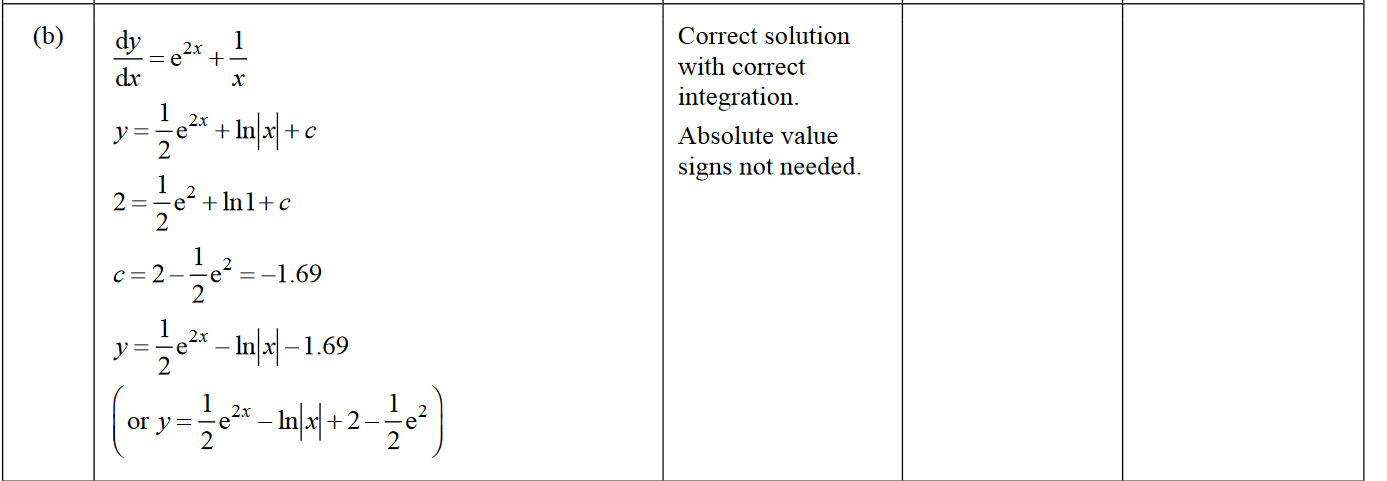 (b)
dy/dx = e^{2x} + 1/x
y = 1/2 e^{2x} + ln|x| + c
2 = 1/2 e^2 + ln1 + c
c = 2 − 1/2 e^2 = −1.69
y = 1/2 e^{2x} − ln|x| − 1.69
(or y = 1/2 e^{2x} − ln|x| + 2 − 1/2 e^2)
Correct solution
with correct
integration.
Absolute value
signs not needed.